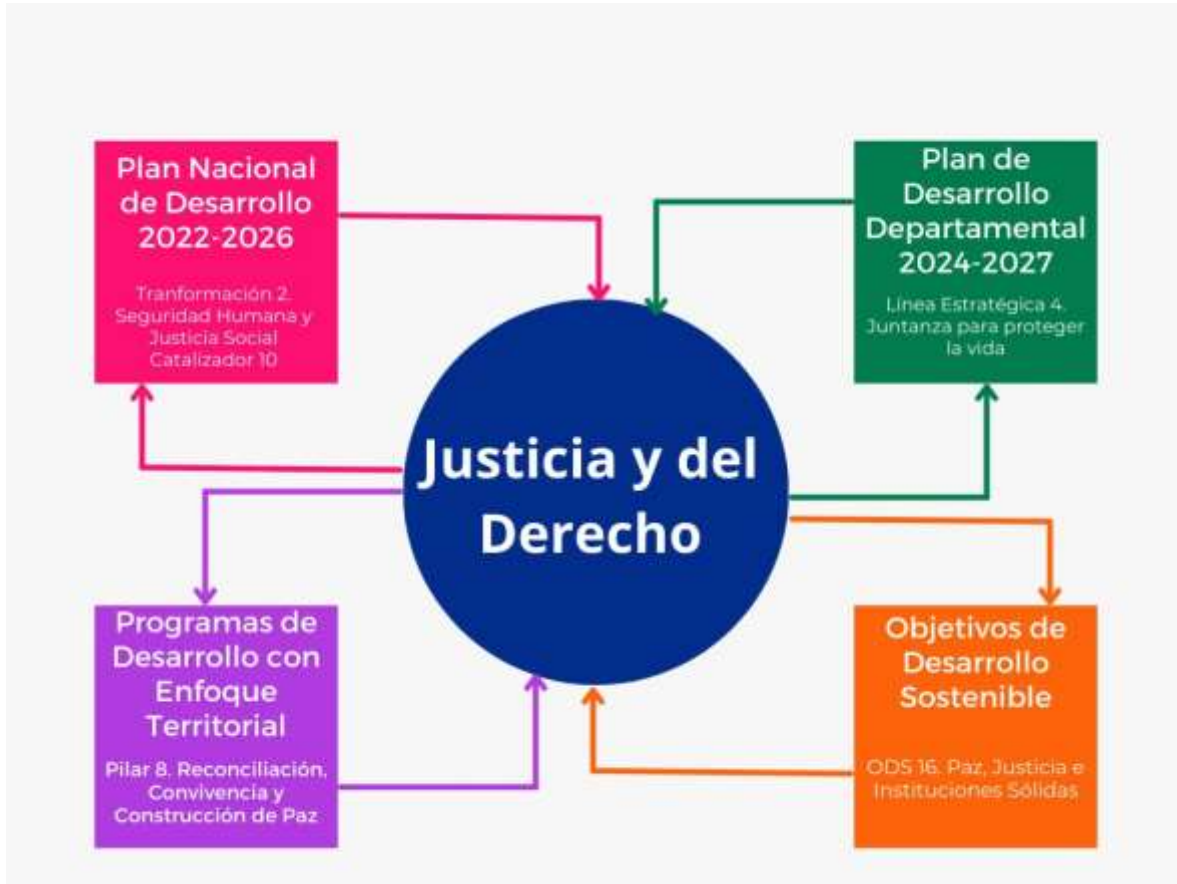 Plan Nacional
de Desarrollo
2022-2026
Tranformación 2.
Seguridad Humana y
Justicia Social
Catalizador 10
Plan de
Desarrollo
Departamental
2024-2027
Línea Estratégica 4.
Juntanza para proteger
la vida
Justicia y del
Derecho
Programas de
Desarrollo con
Enfoque
Territorial
Pilar 8. Reconciliación,
Convivencia y
Construcción de Paz
Objetivos de
Desarrollo
Sostenible
ODS 16. Paz, Justicia e
Instituciones Sólidas